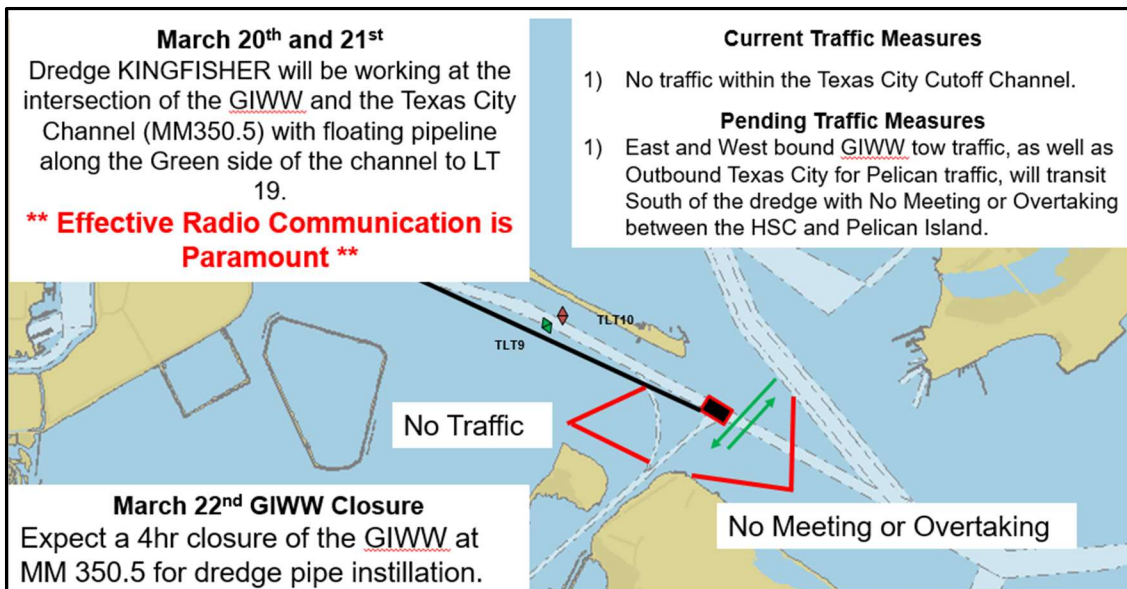 March 20th and 21st
Dredge KINGFISHER will be working at the
intersection of the GIWW and the Texas City
Channel (MM350.5) with floating pipeline
along the Green side of the channel to LT
19.
** Effective Radio Communication is
Paramount **
Current Traffic Measures
1) No traffic within the Texas City Cutoff Channel.
Pending Traffic Measures
1) East and West bound GIWW tow traffic, as well as
Outbound Texas City for Pelican traffic, will transit
South of the dredge with No Meeting or Overtaking
between the HSC and Pelican Island.
TLT10
TLT9
No Traffic
No Meeting or Overtaking
March 22nd GIWW Closure
Expect a 4hr closure of the GIWW at
MM 350.5 for dredge pipe instillation.